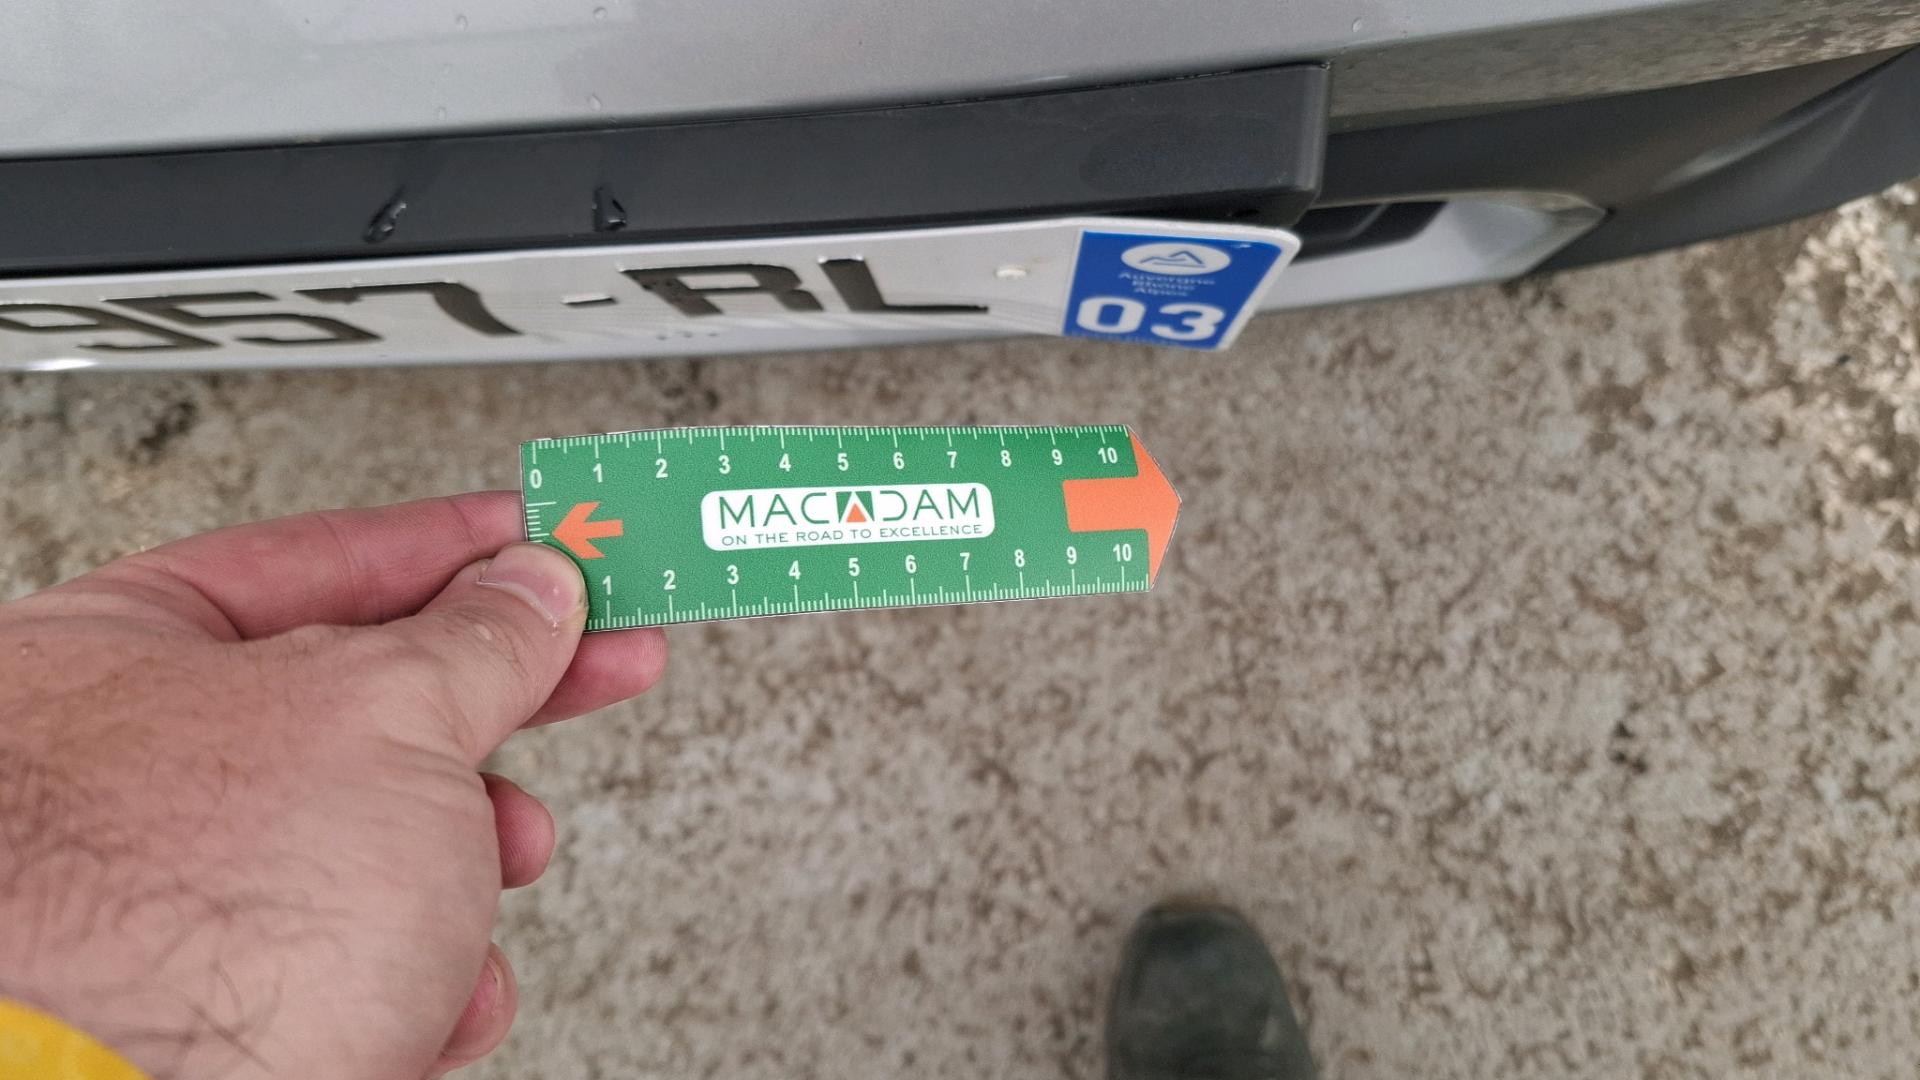 957-RL
Auvergne
Rhône
Alpes
03
0 1 2 3 4 5 6 7 8 9 10
MACADAM
ON THE ROAD TO EXCELLENCE
1 2 3 4 5 6 7 8 9 10